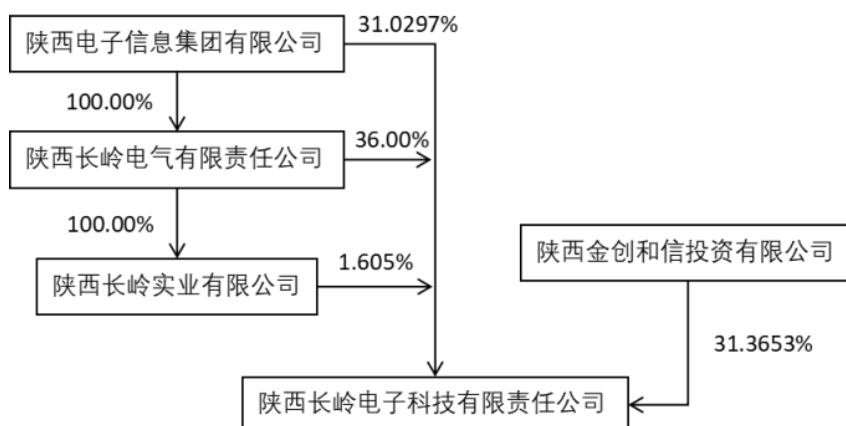 陕西电子信息集团有限公司
31.0297%
100.00%
陕西长岭电气有限责任公司
36.00%
100.00%
陕西长岭实业有限公司
1.605%
陕西金创和信投资有限公司
31.3653%
陕西长岭电子科技有限责任公司